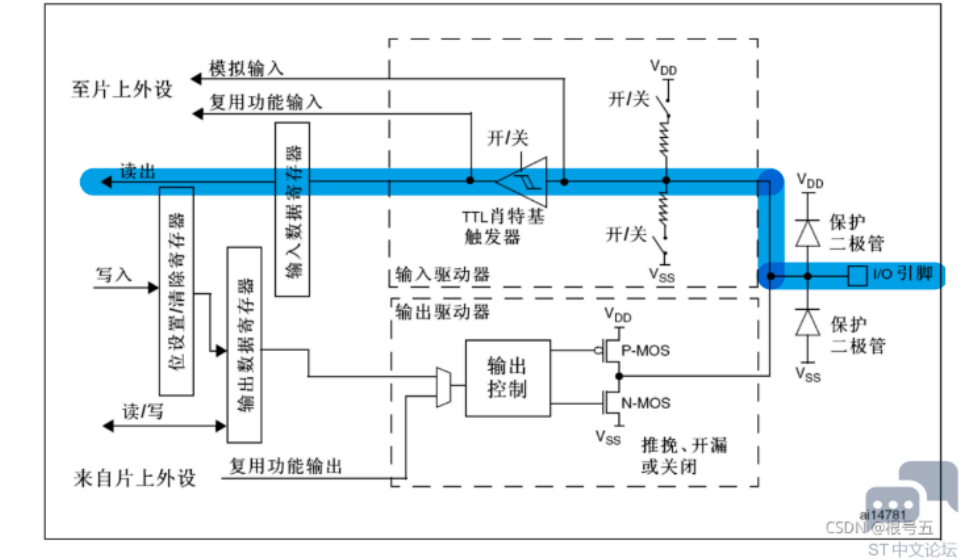 至片上外设
模拟输入
复用功能输入
读出
输入数据寄存器
开/关
TTL肖特基
触发器
VDD
开/关
开/关
VSS
输入驱动器
VDD
保护
二极管
I/O 引脚
保护
二极管
VSS
写入
位设置/清除寄存器
输出数据寄存器
读/写
来自片上外设
复用功能输出
输出驱动器
输出
控制
VDD
P-MOS
N-MOS
VSS
推挽、开漏
或关闭
ai14781
CSDN @根号五
ST中文论坛